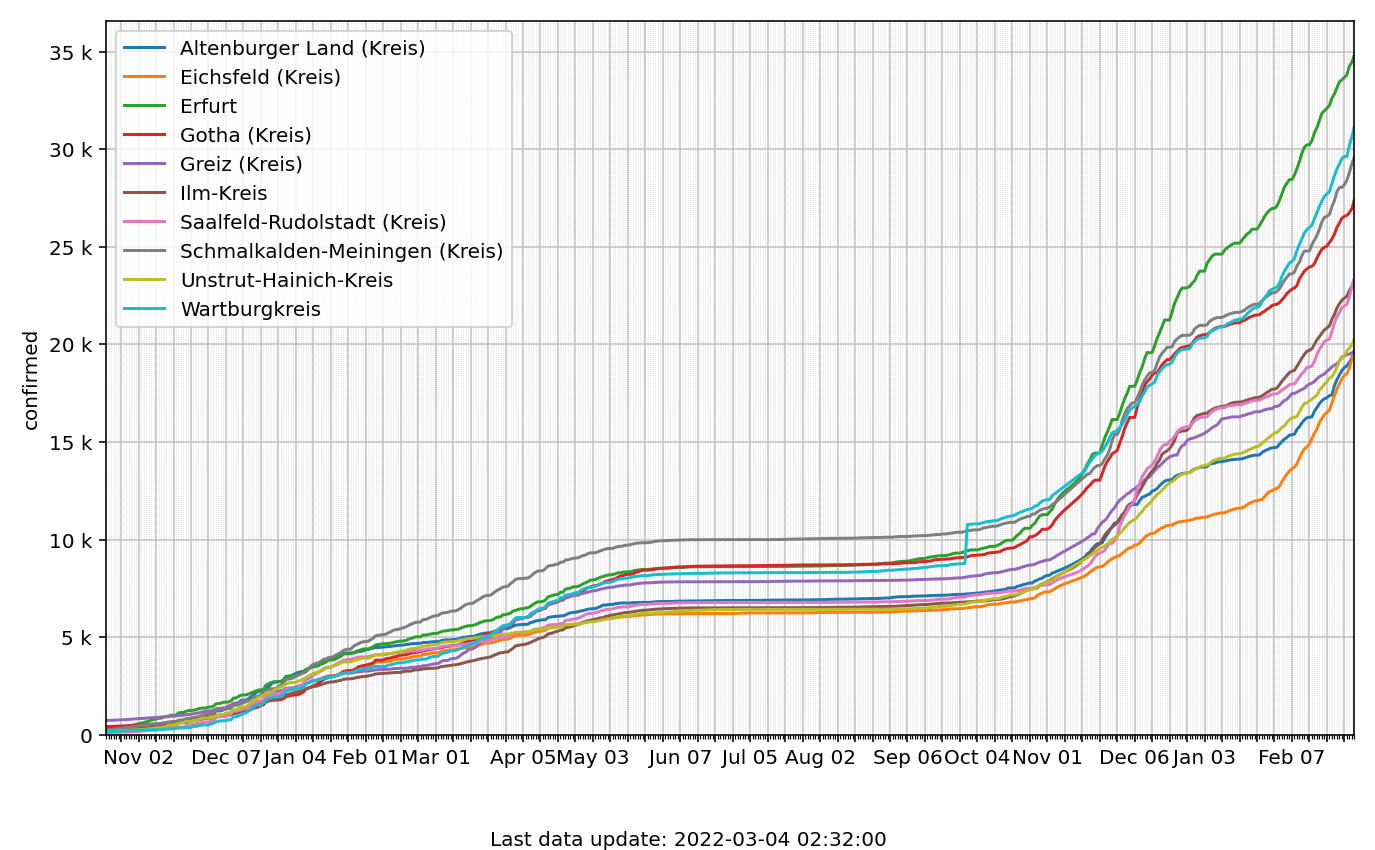 35 k
30 k
25 k
20 k
15 k
10 k
5 k
0
confirmed
Altenburger Land (Kreis)
Eichsfeld (Kreis)
Erfurt
Gotha (Kreis)
Greiz (Kreis)
Ilm-Kreis
Saalfeld-Rudolstadt (Kreis)
Schmalkalden-Meiningen (Kreis)
Unstrut-Hainich-Kreis
Wartburgkreis
Nov 02 Dec 07 Jan 04 Feb 01 Mar 01 Apr 05 May 03 Jun 07 Jul 05 Aug 02 Sep 06 Oct 04 Nov 01 Dec 06 Jan 03 Feb 07
Last data update: 2022-03-04 02:32:00